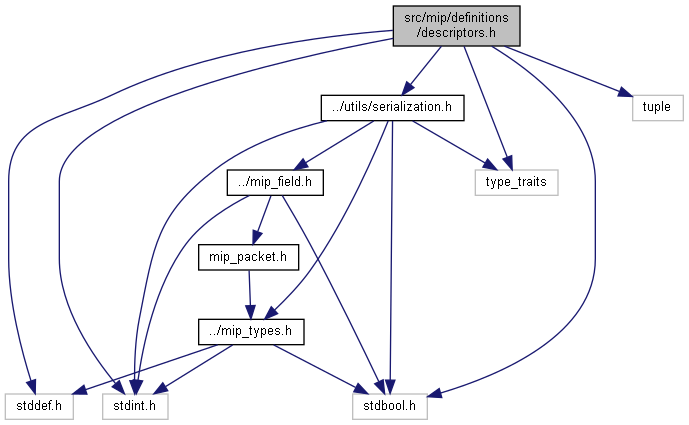 src/mip/definitions
/descriptors.h
../utils/serialization.h
tuple
../mip_field.h
type_traits
mip_packet.h
../mip_types.h
stddef.h
stdint.h
stdbool.h